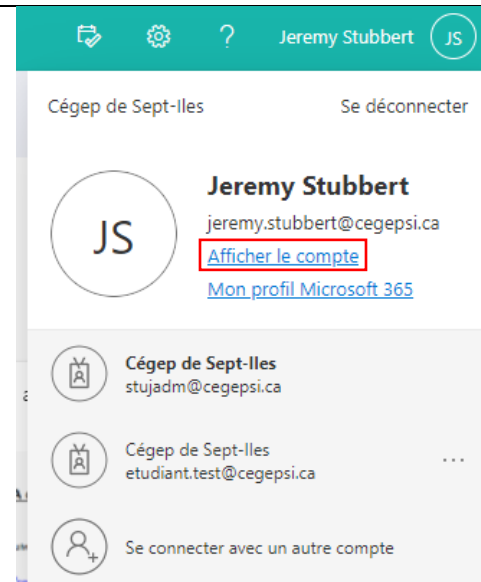 ? Jeremy Stubbert JS
Cégep de Sept-Iles Se déconnecter
Jeremy Stubbert
JS
jeremy.stubbert@cegepsi.ca
Afficher le compte
Mon profil Microsoft 365
Cégep de Sept-Iles
stujadm@cegepsi.ca
Cégep de Sept-Iles
etudiant.test@cegepsi.ca
...
Se connecter avec un autre compte